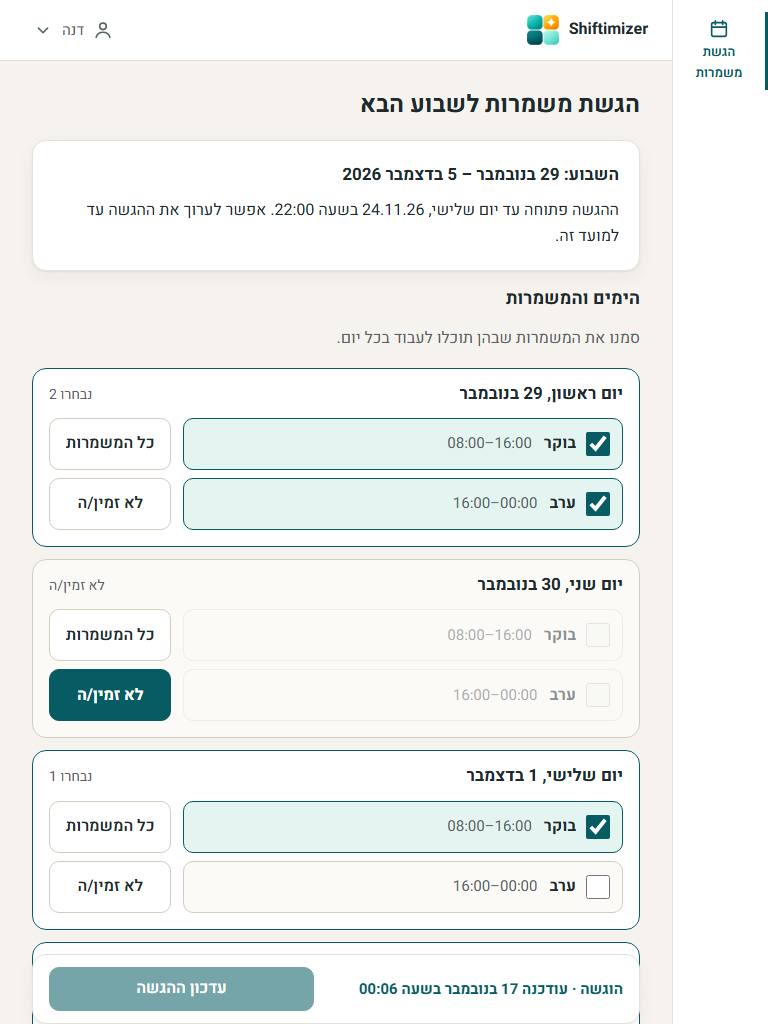 הגשת
משמרות
Shiftimizer
דנה
הגשת משמרות לשבוע הבא
השבוע: 29 בנובמבר – 5 בדצמבר 2026
ההגשה פתוחה עד יום שלישי, 24.11.26 בשעה 22:00. אפשר לערוך את ההגשה עד
למועד זה.
הימים והמשמרות
סמנו את המשמרות שבהן תוכלו לעבוד בכל יום.
יום ראשון, 29 בנובמבר
נבחרו 2
בוקר 08:00–16:00
כל המשמרות
ערב 16:00–00:00
לא זמין/ה
יום שני, 30 בנובמבר
לא זמין/ה
בוקר 08:00–16:00
כל המשמרות
ערב 16:00–00:00
לא זמין/ה
יום שלישי, 1 בדצמבר
נבחרו 1
בוקר 08:00–16:00
כל המשמרות
ערב 16:00–00:00
לא זמין/ה
הוגשה · עודכנה 17 בנובמבר בשעה 00:06
עדכון ההגשה